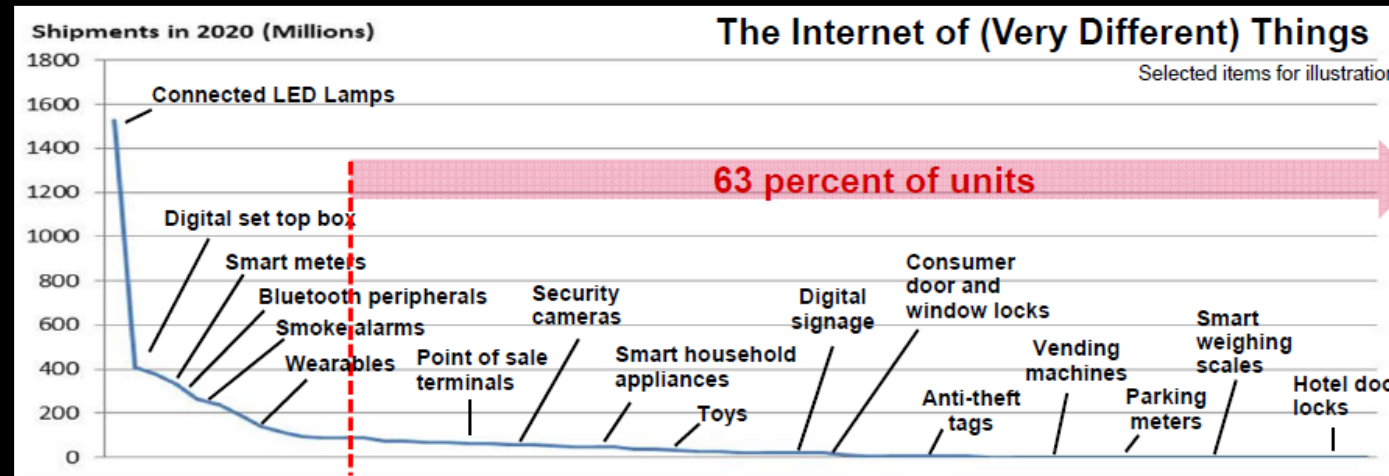 Shipments in 2020 (Millions)
The Internet of (Very Different) Things
Selected items for illustration
1800
1600
1400
1200
1000
800
600
400
200
0
Connected LED Lamps
63 percent of units
Digital set top box
Smart meters
Bluetooth peripherals
Smoke alarms
Wearables
Point of sale
terminals
Security
cameras
Smart household
appliances
Toys
Digital
signage
Consumer
door and
window locks
Anti-theft
tags
Vending
machines
Parking
meters
Smart
weighing
scales
Hotel doo
locks